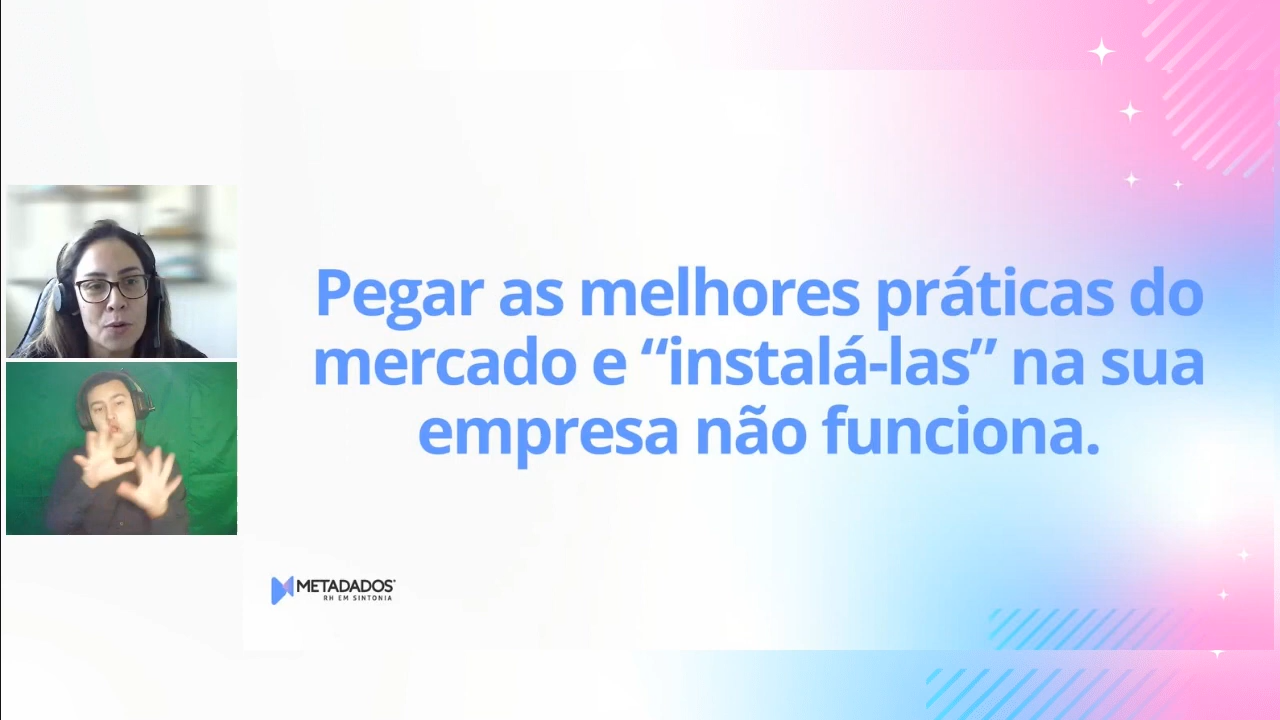 Pegar as melhores práticas do
mercado e “instalá-las” na sua
empresa não funciona.
METADADOS®
RH EM SINTONIA